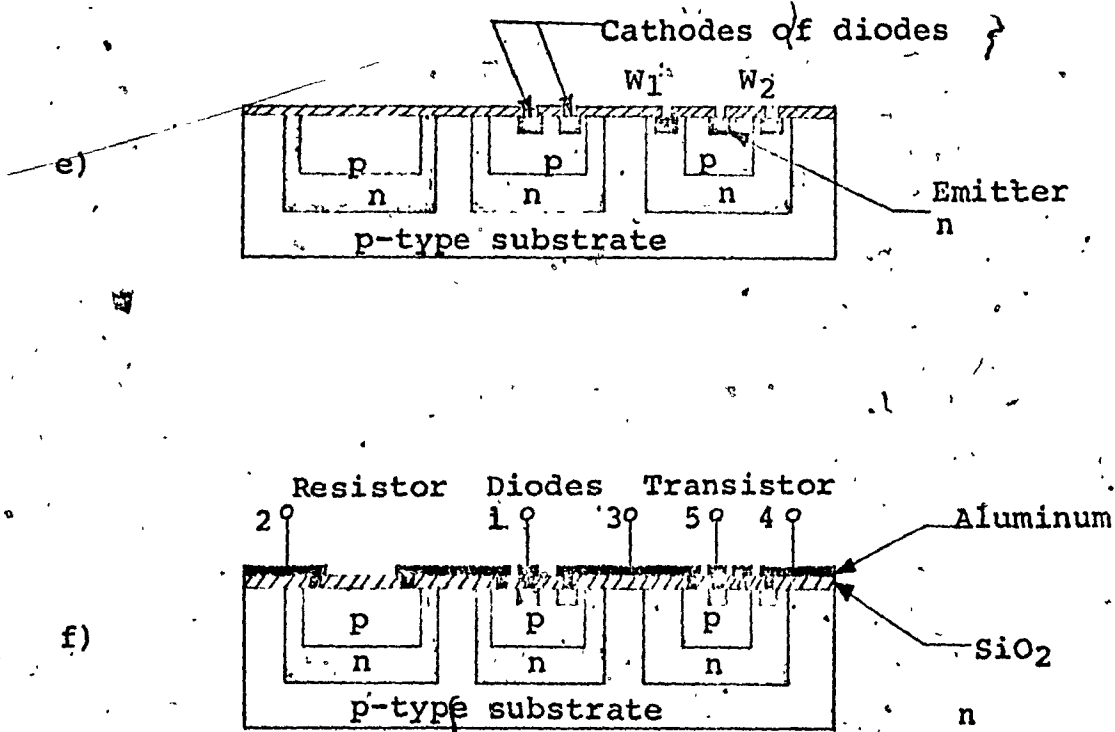 Cathodes of diodes
W1 W2
e)
p p p
n n n
Emitter
n
p-type substrate
Resistor Diodes Transistor
2 1 3 5 4
Aluminum
f)
p p p
n n n
SiO2
p-type substrate
n